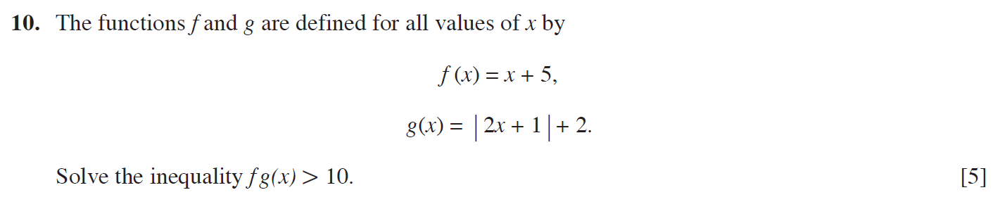 10. The functions f and g are defined for all values of x by
f (x) = x + 5,
g(x) = | 2x + 1 | + 2.
Solve the inequality fg(x) > 10. [5]